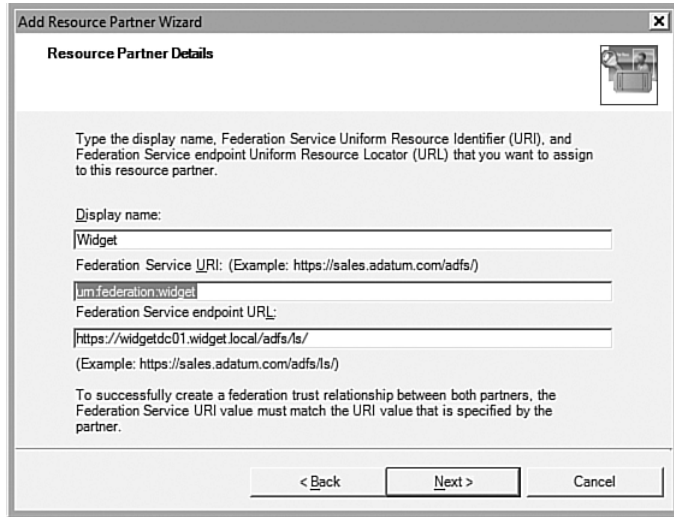 Add Resource Partner Wizard
Resource Partner Details
Type the display name, Federation Service Uniform Resource Identifier (URI), and
Federation Service endpoint Uniform Resource Locator (URL) that you want to assign
to this resource partner.
Display name:
Widget
Federation Service URI: (Example: https://sales.adatum.com/adfs/)
urn:federation:widget
Federation Service endpoint URL:
https://widgetdc01.widget.local/adfs/ls/
(Example: https://sales.adatum.com/adfs/ls/)
To successfully create a federation trust relationship between both partners, the
Federation Service URI value must match the URI value that is specified by the
partner.
< Back
Next >
Cancel